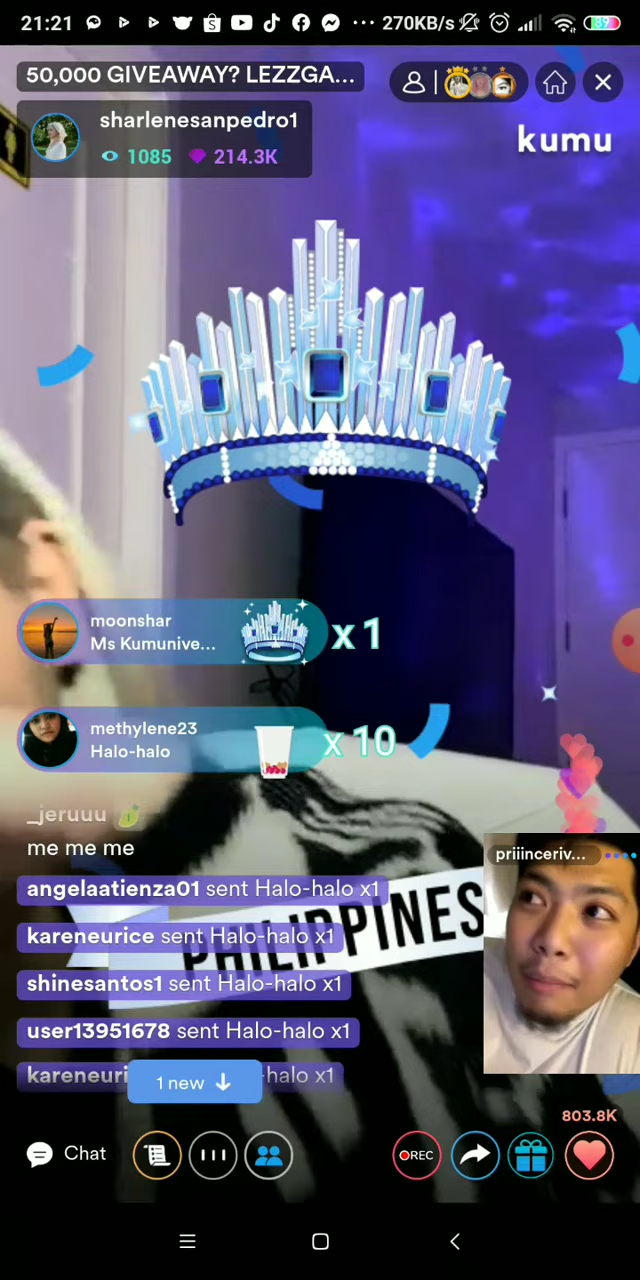 21:21
270KB/s
89
50,000 GIVEAWAY? LEZZGA...
sharlenesanpedro1
1085
214.3K
kumu
moonshar
Ms Kumunive...
x 1
methylene23
Halo-halo
x 10
_jeruuu
1
me me me
angelaatienza01 sent Halo-halo x1
kareneurice sent Halo-halo x1
PHILIPPINES
shinesantos1 sent Halo-halo x1
user13951678 sent Halo-halo x1
kareneuri
halo x1
1 new
priiinceriv...
803.8K
Chat
REC